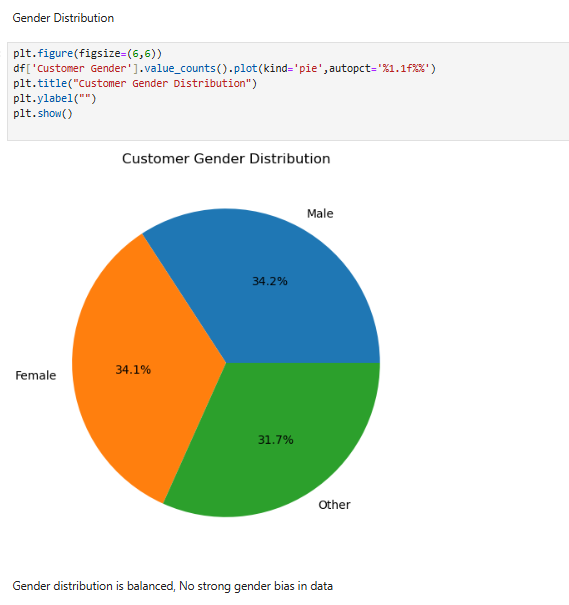 Gender Distribution
plt.figure(figsize=(6,6))
df['Customer Gender'].value_counts().plot(kind='pie',autopct='%1.1f%%')
plt.title("Customer Gender Distribution")
plt.ylabel("")
plt.show()
Customer Gender Distribution
Male
34.2%
Female
34.1%
31.7%
Other
Gender distribution is balanced, No strong gender bias in data